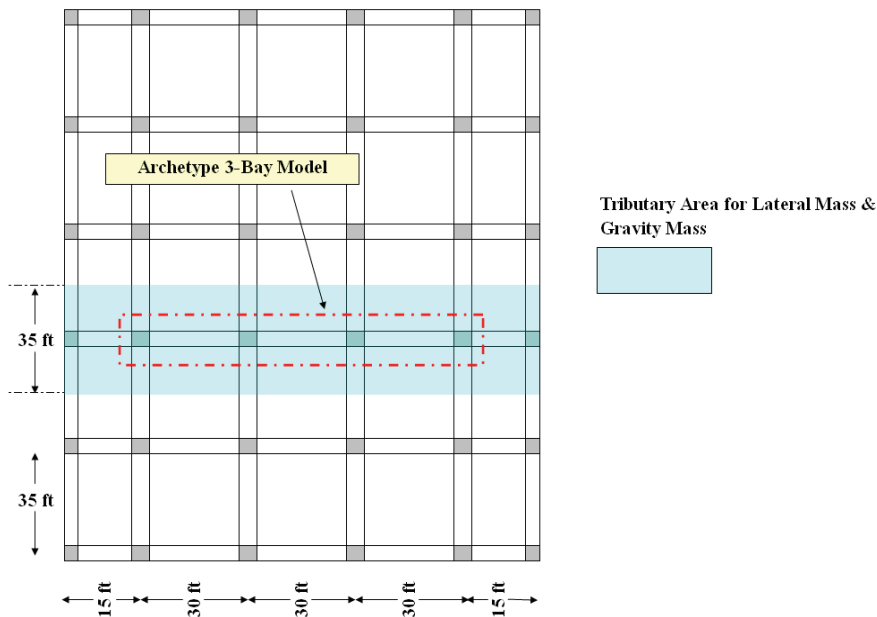 Archetype 3-Bay Model
Tributary Area for Lateral Mass &
Gravity Mass
35 ft
35 ft
15 ft
30 ft
30 ft
30 ft
15 ft